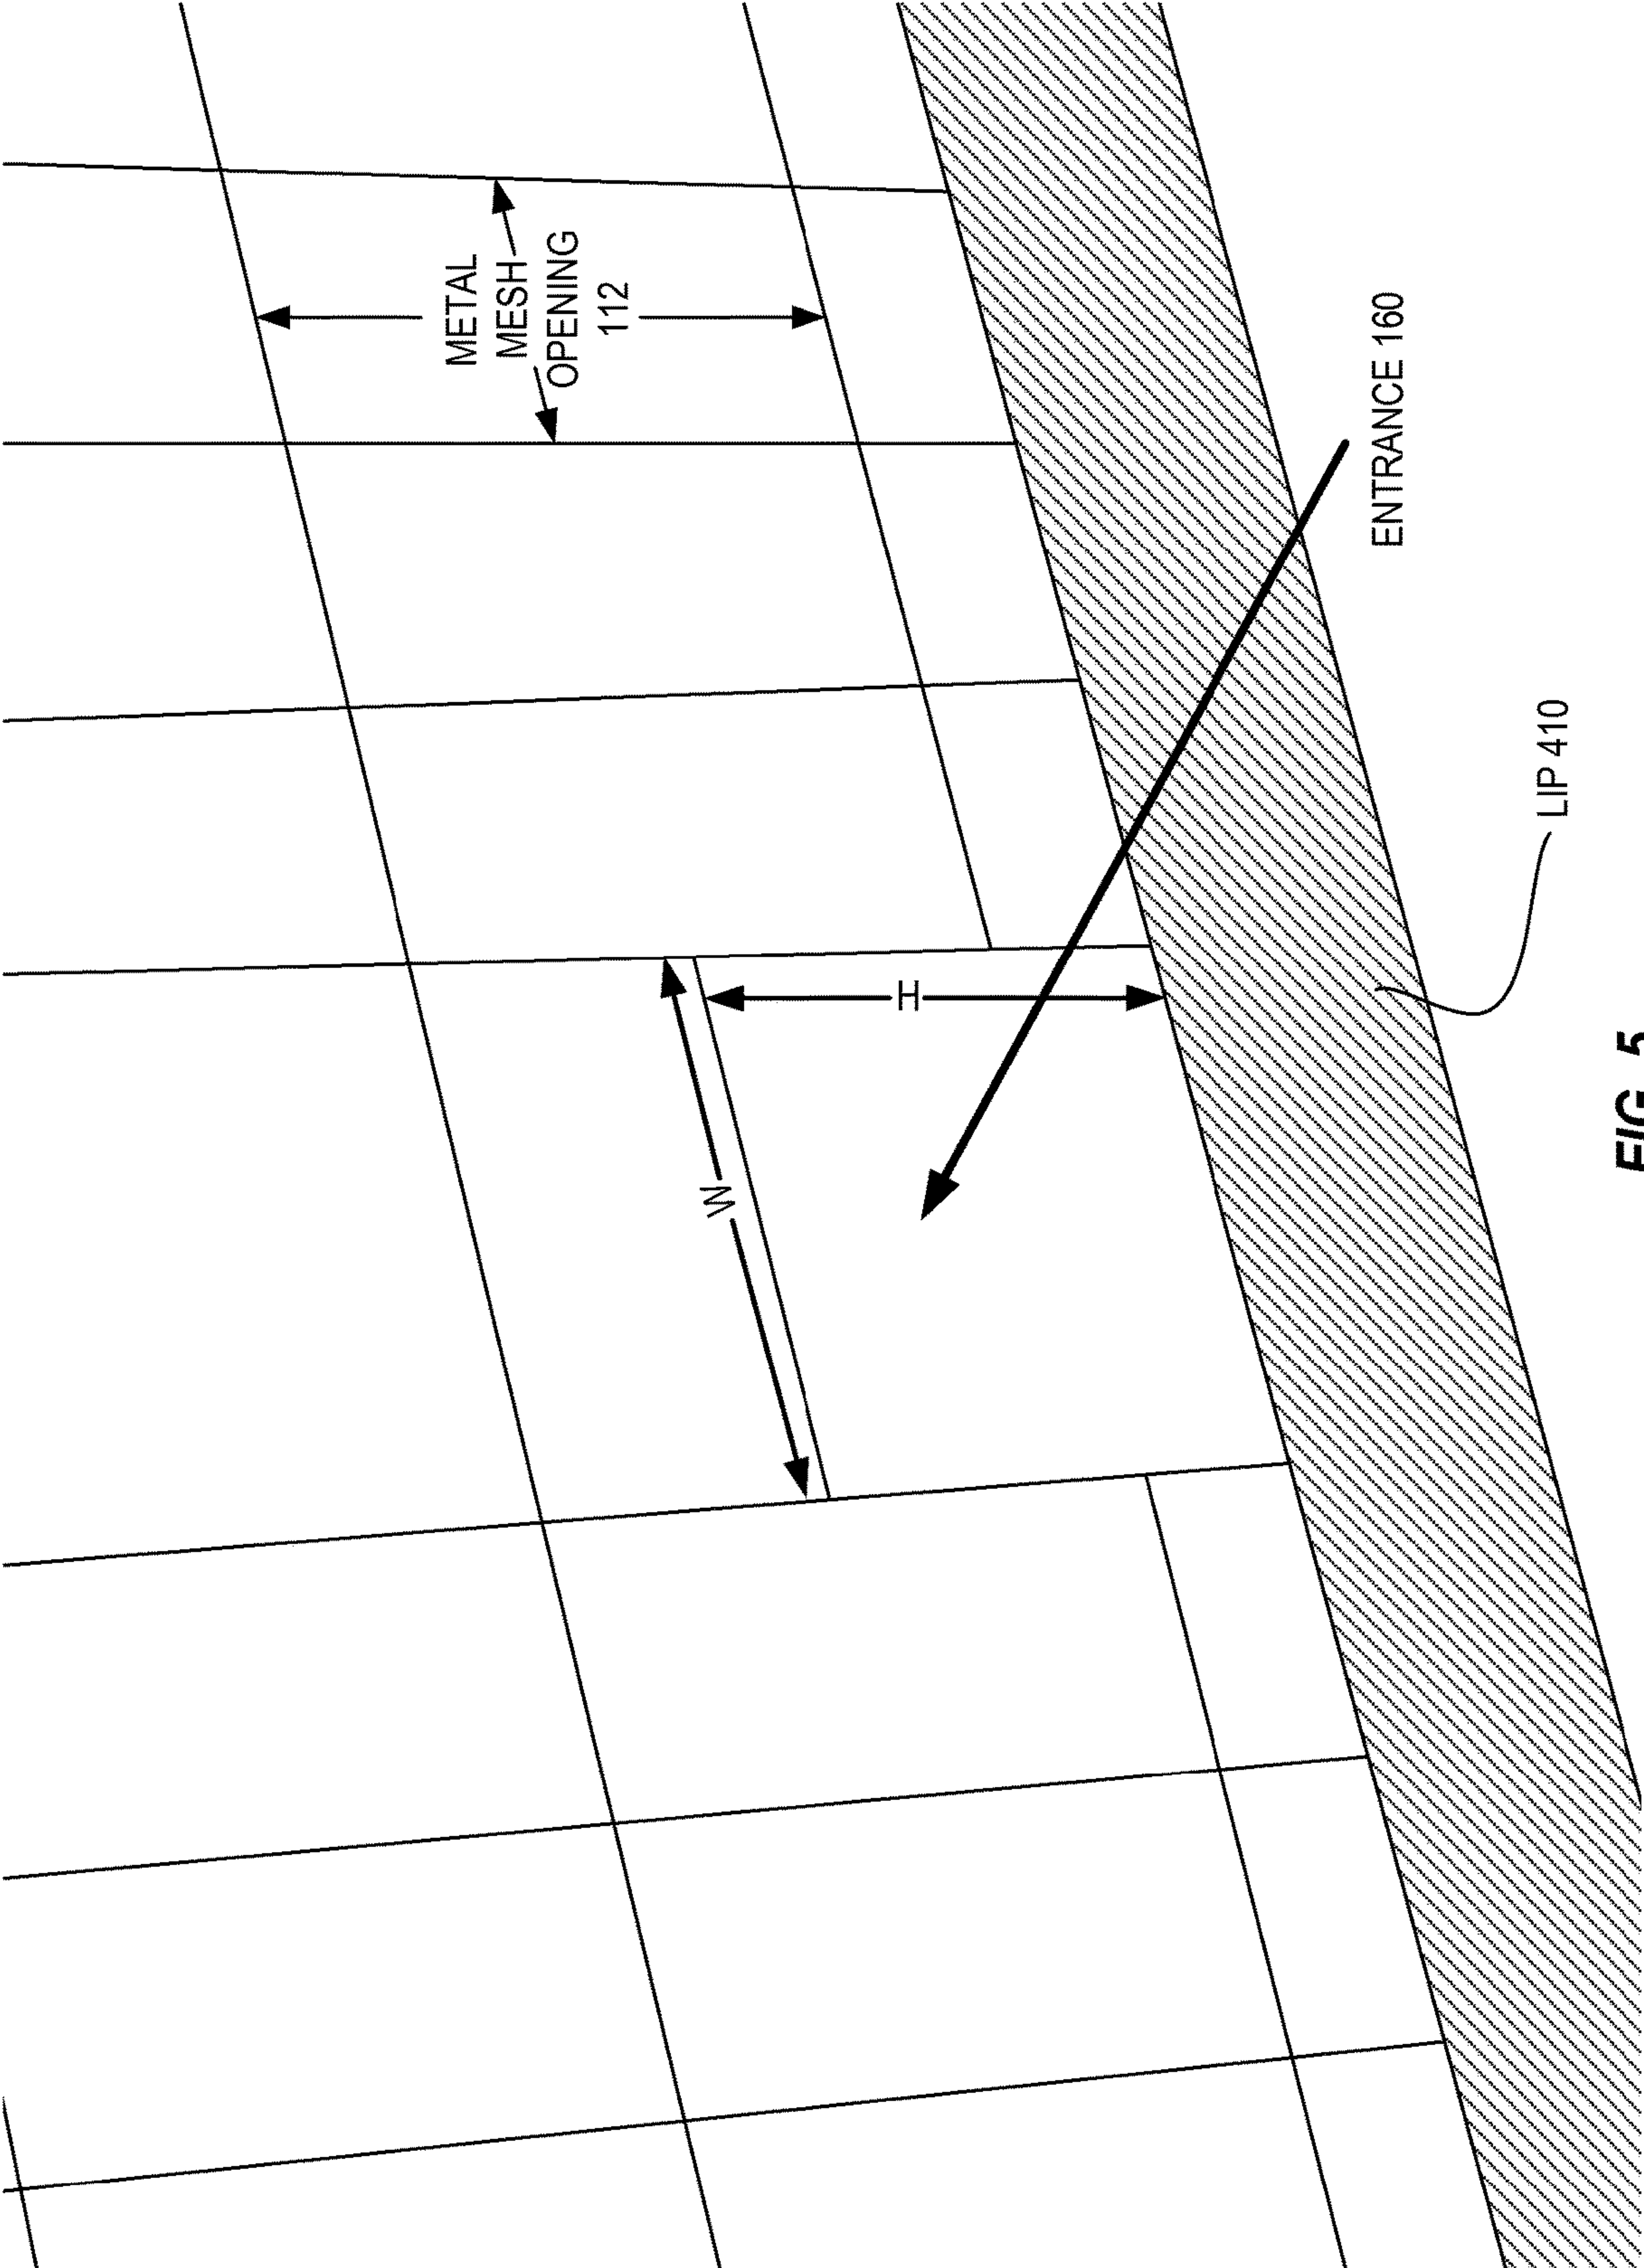 METAL
MESH
OPENING
112
W
H
ENTRANCE 160
LIP 410
FIG. 5